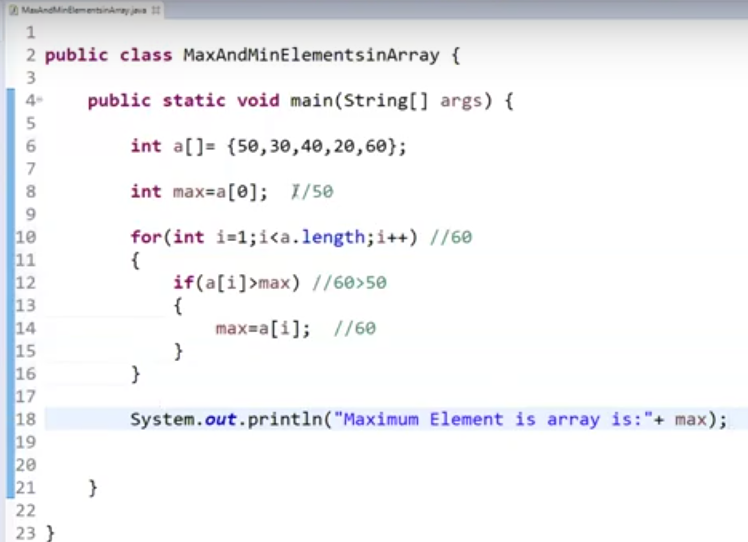 MaxAndMinElementsinArray.java
1
2 public class MaxAndMinElementsinArray {
3
4 public static void main(String[] args) {
5
6 int a[]= {50,30,40,20,60};
7
8 int max=a[0]; //50
9
10 for(int i=1;i<a.length;i++) //60
11 {
12 if(a[i]>max) //60>50
13 {
14 max=a[i]; //60
15 }
16 }
17
18 System.out.println("Maximum Element is array is:"+ max);
19
20
21 }
22
23 }